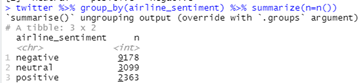 twitter %>% group_by(airline_sentiment) %>% summarize(n=n())
`summarise()` ungrouping output (override with `.groups` argument)
# A tibble: 3 x 2
airline_sentiment n
<chr> <int>
1 negative 9178
2 neutral 3099
3 positive 2363